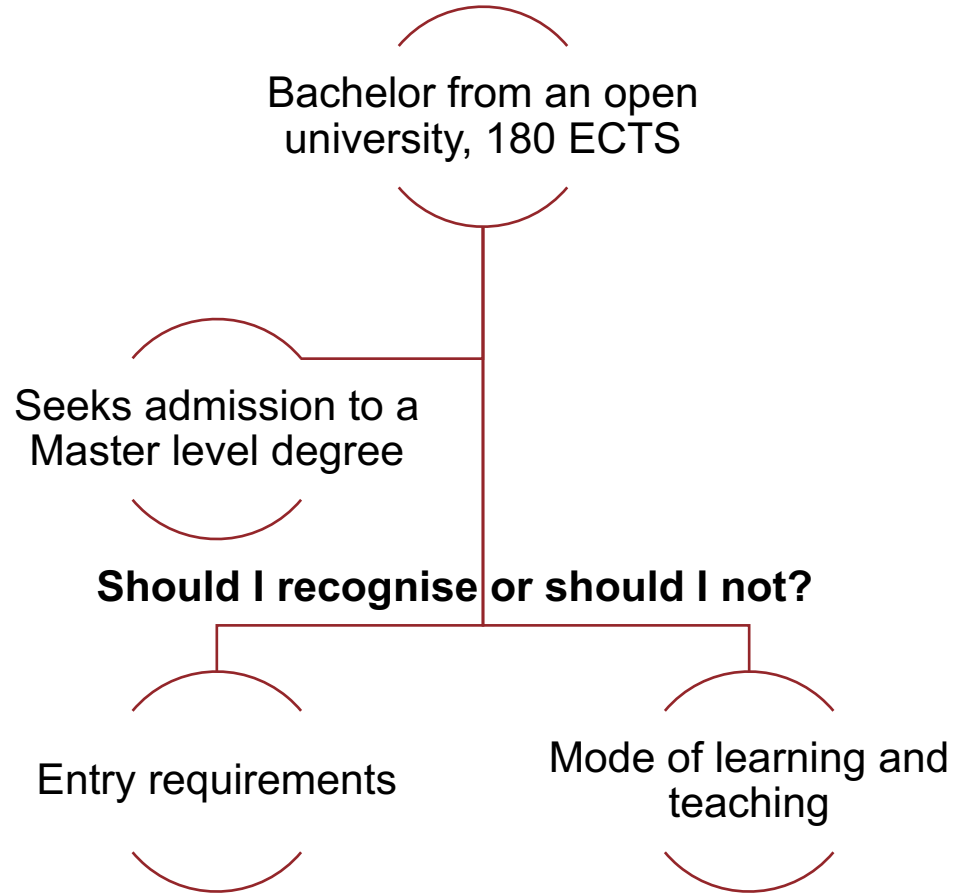 Bachelor from an open
university, 180 ECTS
Seeks admission to a
Master level degree
Should I recognise or should I not?
Entry requirements
Mode of learning and
teaching